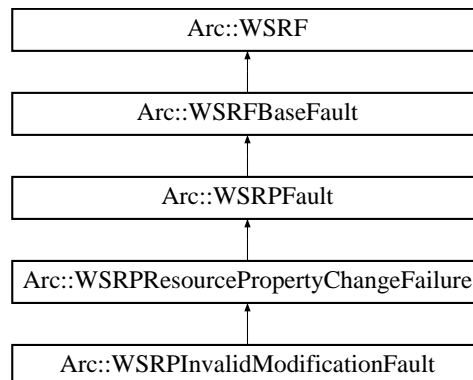 Arc::WSRF
Arc::WSRFBaseFault
Arc::WSRPFault
Arc::WSRPResourcePropertyChangeFailure
Arc::WSRPInvalidModificationFault